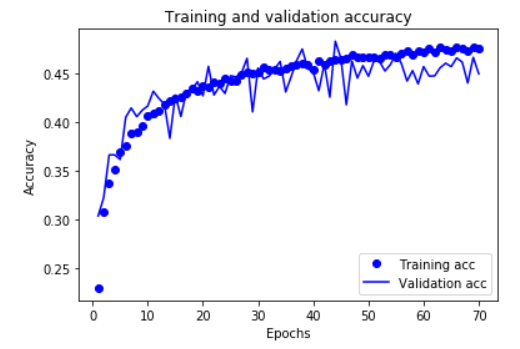 Training and validation accuracy
0.45
0.40
0.35
0.30
0.25
Accuracy
Training acc
Validation acc
0 10 20 30 40 50 60 70
Epochs